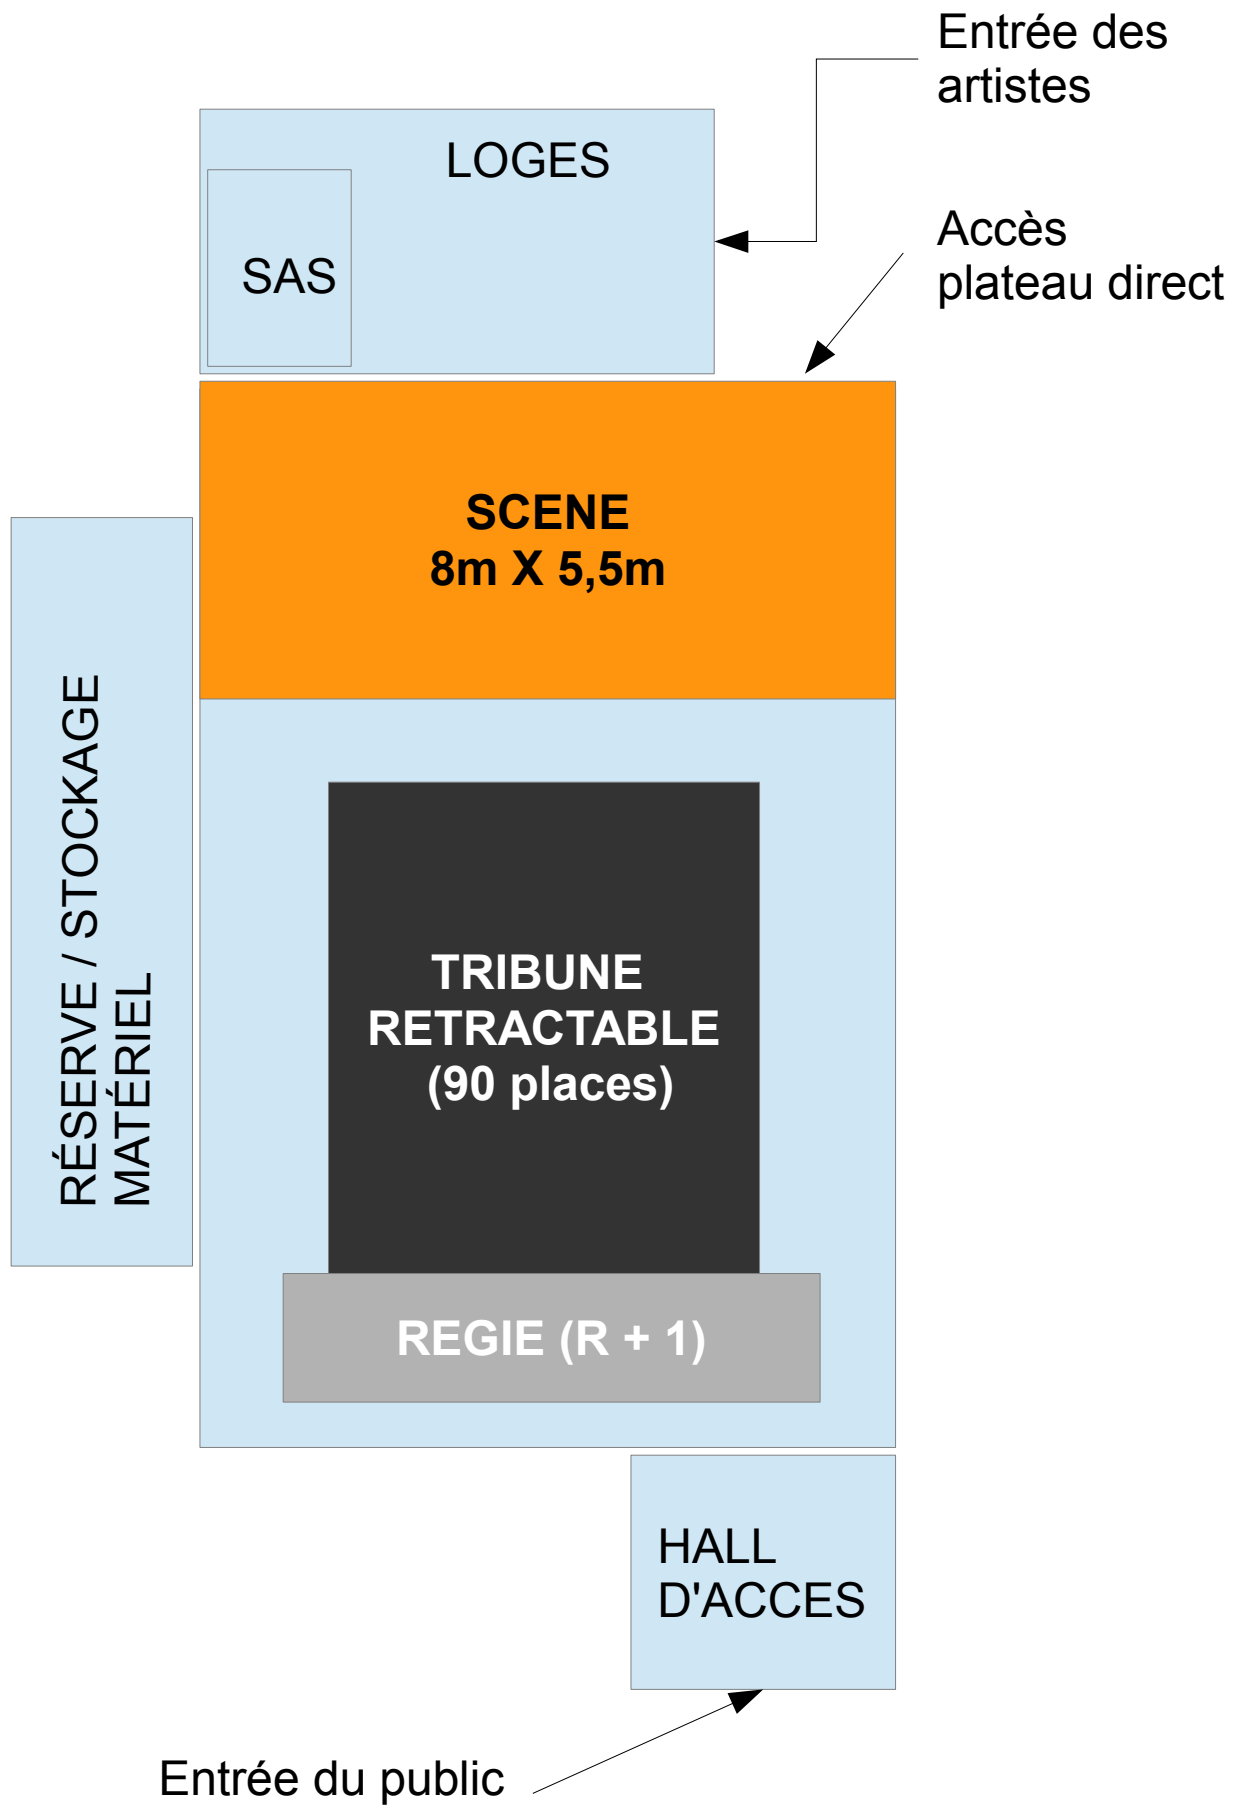 Entrée des
artistes
LOGES
SAS
Accès
plateau direct
SCENE
8m X 5,5m
RÉSERVE / STOCKAGE
MATÉRIEL
TRIBUNE
RETRACTABLE
(90 places)
REGIE (R + 1)
HALL
D'ACCES
Entrée du public